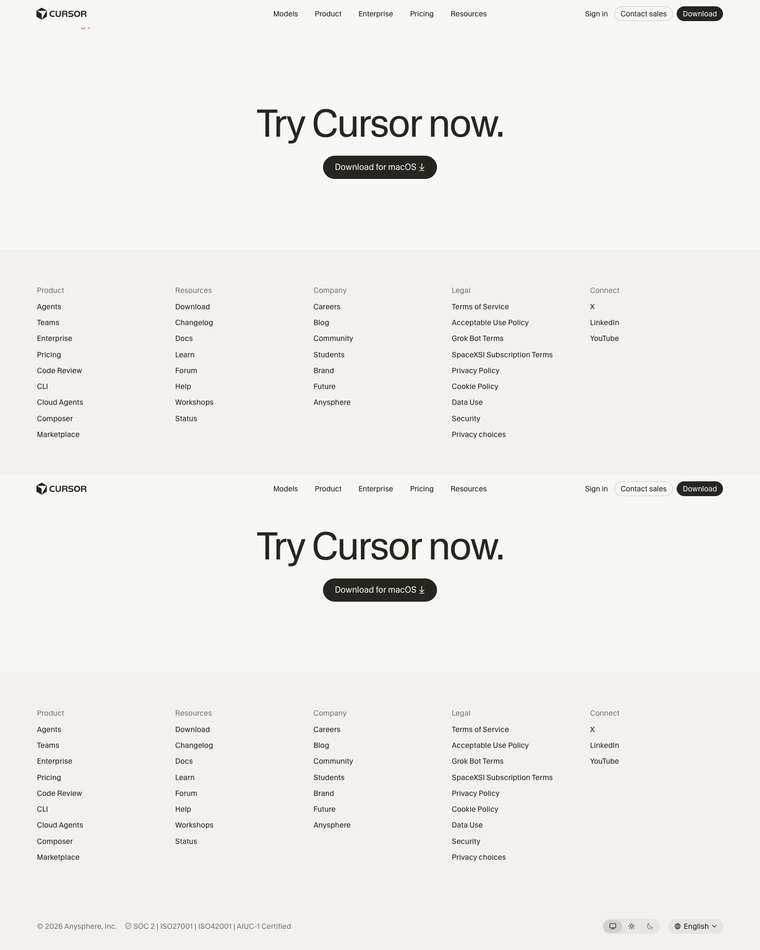 CURSOR
Models Product Enterprise Pricing Resources
Sign in Contact sales Download
Try Cursor now.
Download for macOS
Product
Agents
Teams
Enterprise
Pricing
Code Review
CLI
Cloud Agents
Composer
Marketplace
Resources
Download
Changelog
Docs
Learn
Forum
Help
Workshops
Status
Company
Careers
Blog
Community
Students
Brand
Future
Anysphere
Legal
Terms of Service
Acceptable Use Policy
Grok Bot Terms
SpaceXSI Subscription Terms
Privacy Policy
Cookie Policy
Data Use
Security
Privacy choices
Connect
X
LinkedIn
YouTube
CURSOR
Models Product Enterprise Pricing Resources
Sign in Contact sales Download
Try Cursor now.
Download for macOS
Product
Agents
Teams
Enterprise
Pricing
Code Review
CLI
Cloud Agents
Composer
Marketplace
Resources
Download
Changelog
Docs
Learn
Forum
Help
Workshops
Status
Company
Careers
Blog
Community
Students
Brand
Future
Anysphere
Legal
Terms of Service
Acceptable Use Policy
Grok Bot Terms
SpaceXSI Subscription Terms
Privacy Policy
Cookie Policy
Data Use
Security
Privacy choices
Connect
X
LinkedIn
YouTube
© 2026 Anysphere, Inc. SOC 2 | ISO27001 | ISO42001 | AIUC-1 Certified
English